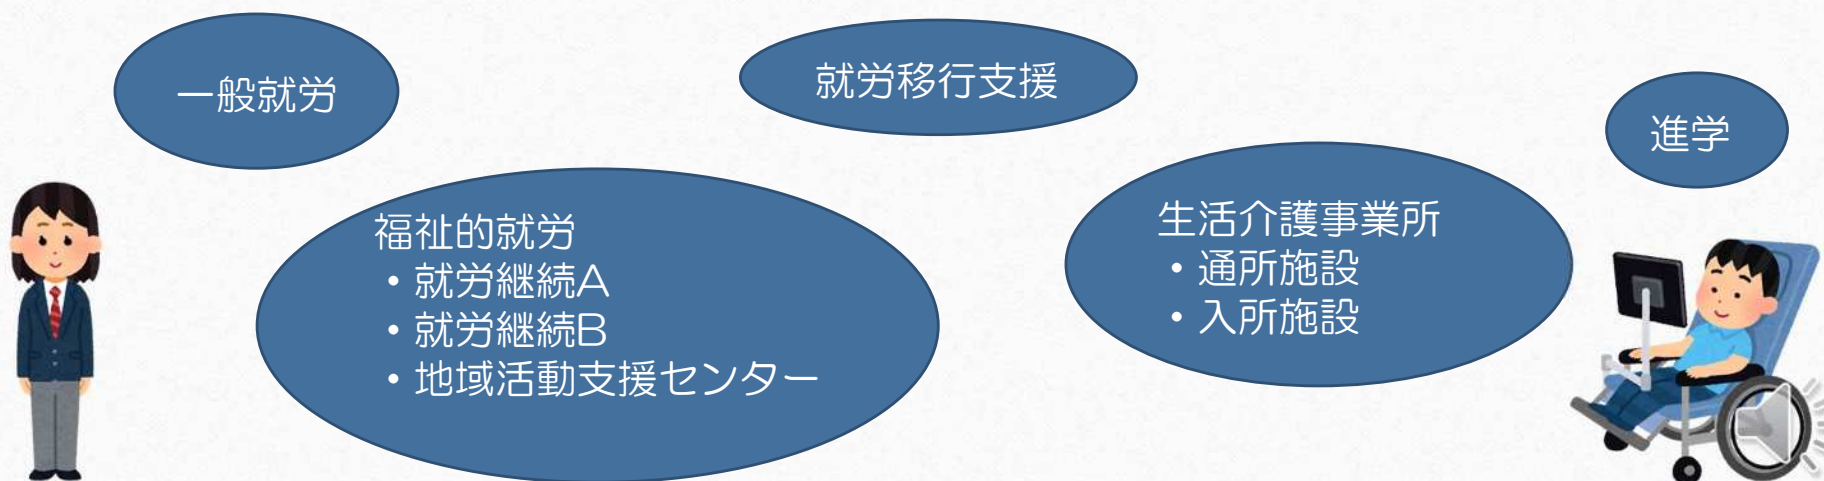 一般就労
就労移行支援
進学
福祉的就労
・就労継続A
・就労継続B
・地域活動支援センター
生活介護事業所
・通所施設
・入所施設